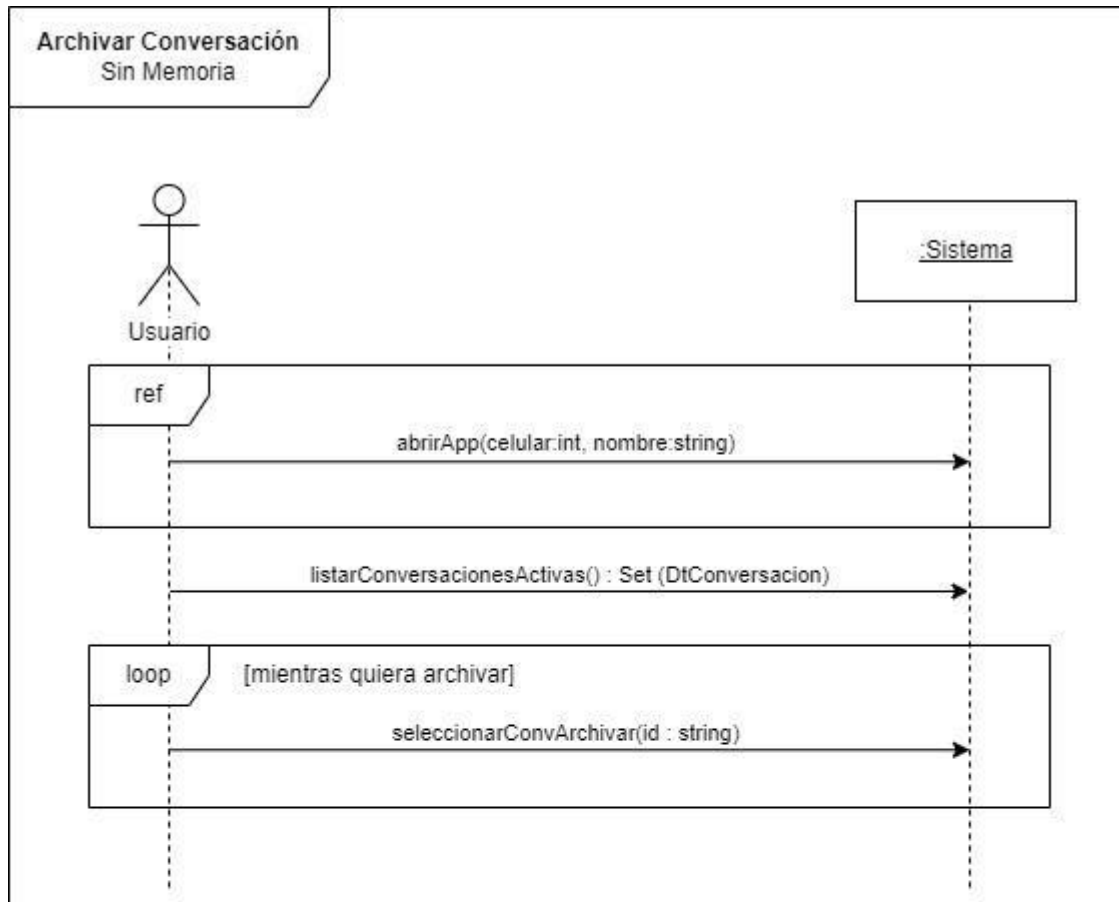 Archivar Conversación
Sin Memoria
:Sistema
Usuario
ref
abrirApp(celular:int, nombre:string)
listarConversacionesActivas() : Set (DtConversacion)
loop
[mientras quiera archivar]
seleccionarConvArchivar(id : string)